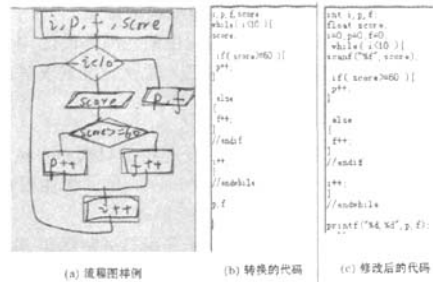 i, p, f, score
i<10
score
p, f
score>=60
p++
f++
i++
(a) 流程图样例
i,p,f,score
while( i<10 ){
score;
if( score>=60 ){
p++;
}
else
{
f++;
}
//endif
i++;
}
//endwhile
p,f
(b) 转换的代码
int i,p,f;
float score;
i=0,p=0,f=0;
while( i<10 ){
scanf("%f",score);
if( score>=60 ){
p++;
}
else
{
f++;
}
//endif
i++;
}
//endwhile
printf("%d,%d",p,f);
(c) 修改后的代码